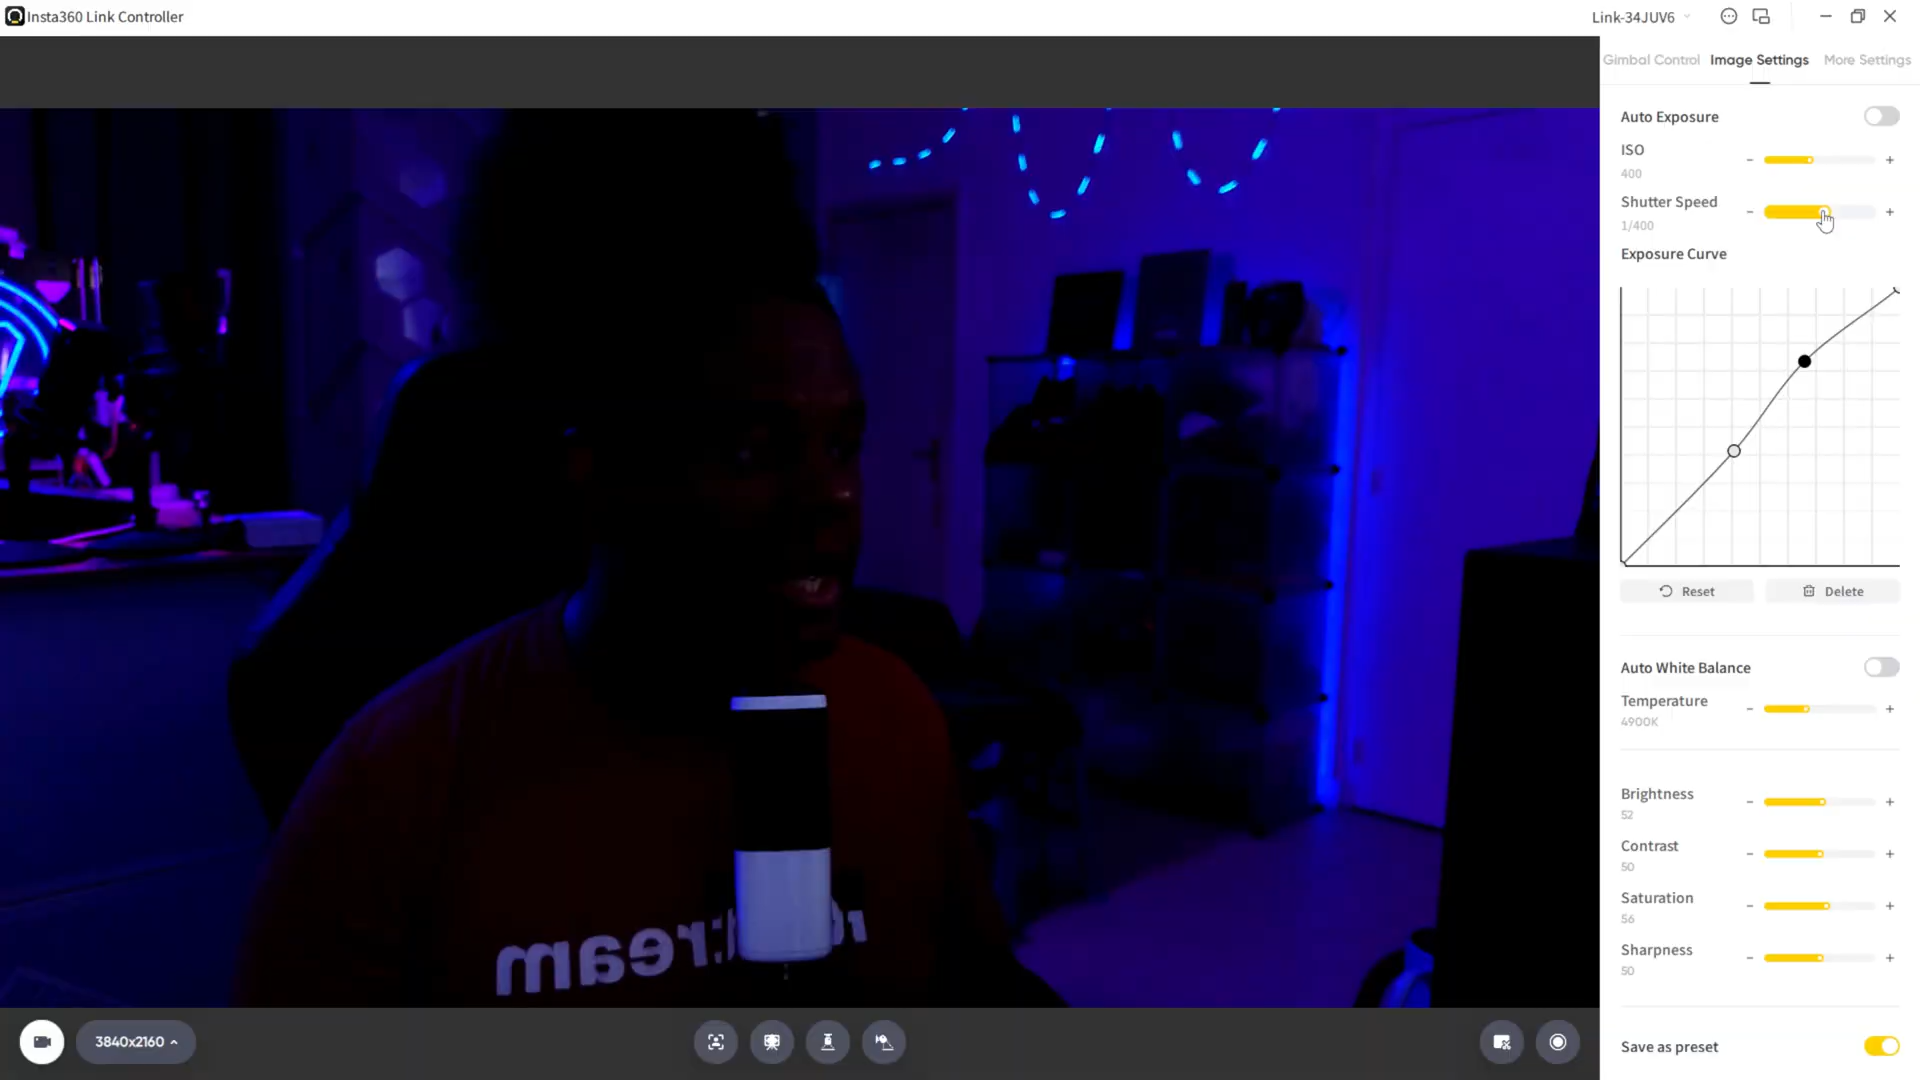 Insta360 Link Controller
Link-34JUV6
Gimbal Control Image Settings More Settings
Auto Exposure
ISO
400
Shutter Speed
1/400
Exposure Curve
Reset Delete
Auto White Balance
Temperature
4900K
Brightness
52
Contrast
50
Saturation
56
Sharpness
50
Save as preset
3840x2160